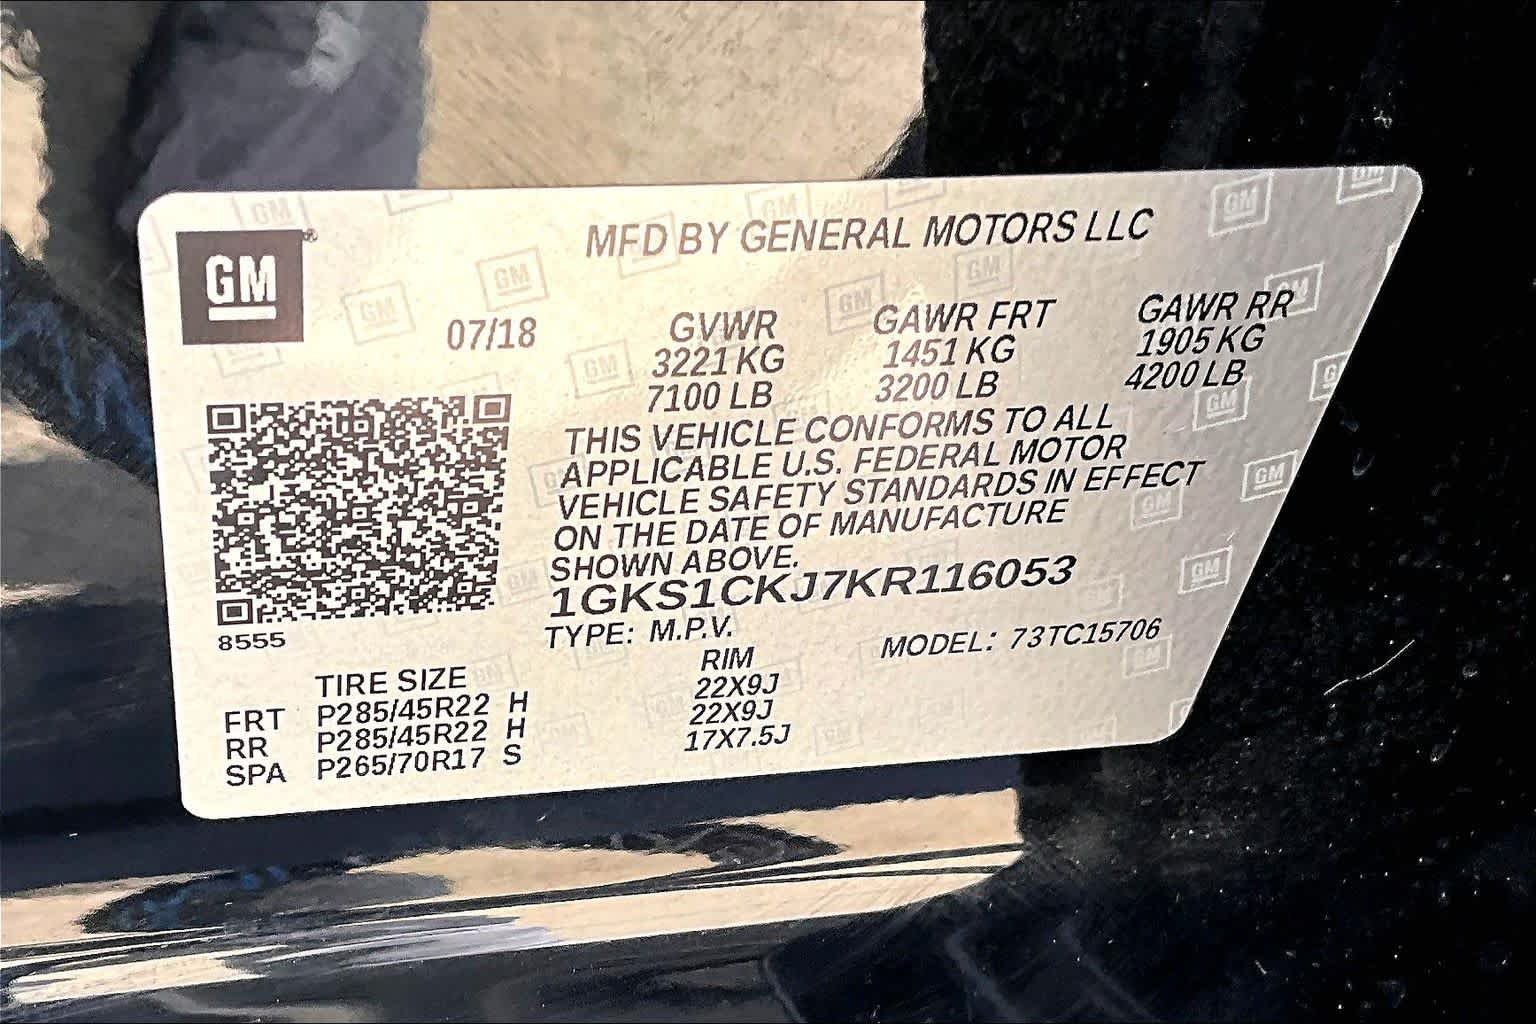 GM
MFD BY GENERAL MOTORS LLC
07/18
GVWR GAWR FRT GAWR RR
3221 KG 1451 KG 1905 KG
7100 LB 3200 LB 4200 LB
THIS VEHICLE CONFORMS TO ALL
APPLICABLE U.S. FEDERAL MOTOR
VEHICLE SAFETY STANDARDS IN EFFECT
ON THE DATE OF MANUFACTURE
SHOWN ABOVE.
1GKS1CKJ7KR116053
8555
TYPE: M.P.V. MODEL: 73TC15706
TIRE SIZE RIM
FRT P285/45R22 H 22X9J
RR P285/45R22 H 22X9J
SPA P265/70R17 S 17X7.5J